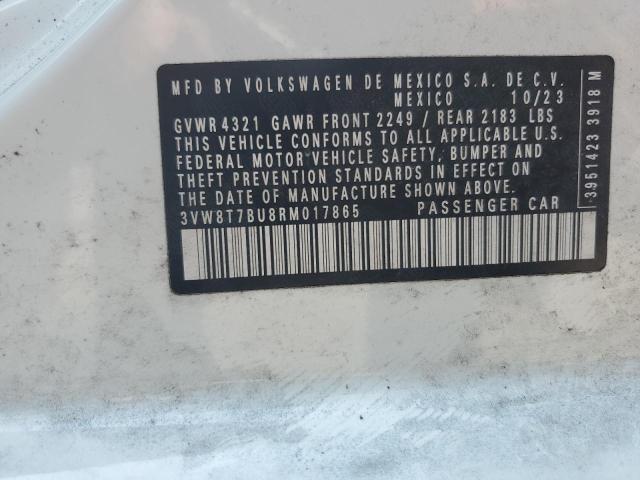 MFD BY VOLKSWAGEN DE MEXICO S.A. DE C.V.
MEXICO 10/23
GVWR 4321 GAWR FRONT 2249 / REAR 2183 LBS
THIS VEHICLE CONFORMS TO ALL APPLICABLE U.S.
FEDERAL MOTOR VEHICLE SAFETY, BUMPER AND
THEFT PREVENTION STANDARDS IN EFFECT ON
THE DATE OF MANUFACTURE SHOWN ABOVE.
3VW8T7BU8RM017865 PASSENGER CAR
3951423 3918 M